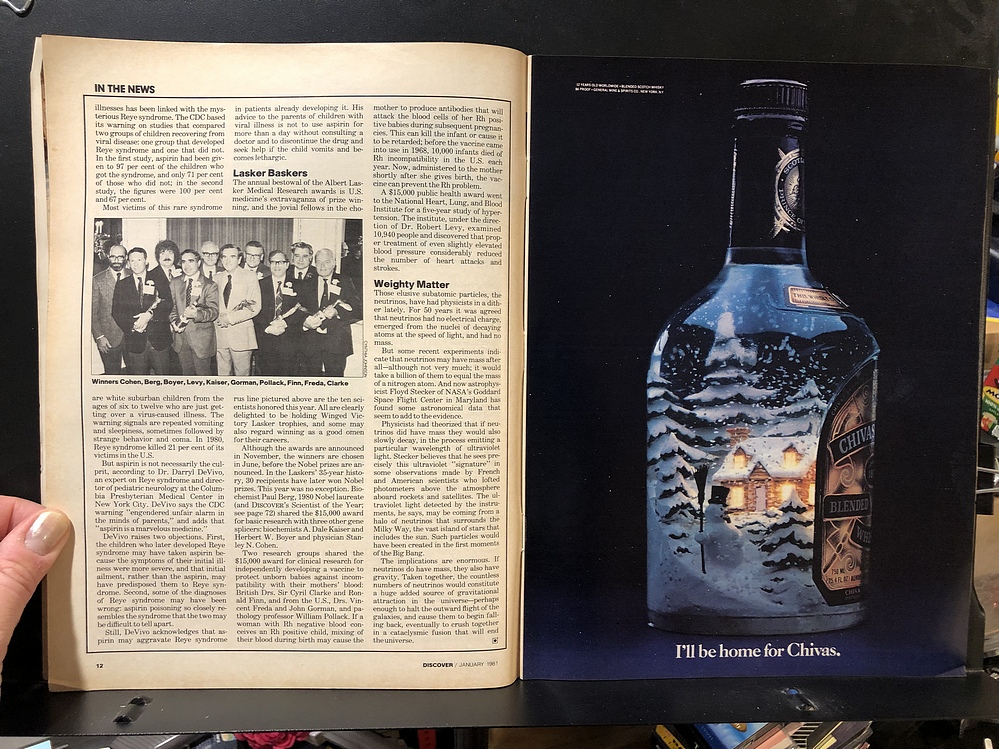 IN THE NEWS
illnesses has been linked with the mys-
terious Reye syndrome. The CDC based
its warning on studies that compared
two groups of children recovering from
viral disease: one group that developed
Reye syndrome and one that did not.
In the first study, aspirin had been giv-
en to 97 per cent of the children who
got the syndrome, and only 71 per cent
of those who did not; in the second
study, the figures were 100 per cent
and 67 per cent.
Most victims of this rare syndrome
Winners Cohen, Berg, Boyer, Levy, Kaiser, Gorman, Pollack, Finn, Freda, Clarke
are white suburban children from the
ages of six to twelve who are just get-
ting over a virus-caused illness. The
warning signals are repeated vomiting
and sleepiness, sometimes followed by
strange behavior and coma. In 1980,
Reye syndrome killed 21 per cent of its
victims in the U.S.
But aspirin is not necessarily the cul-
prit, according to Dr. Darryl DeVivo,
an expert on Reye syndrome and direc-
tor of pediatric neurology at the Colum-
bia Presbyterian Medical Center in
New York City. DeVivo says the CDC
warning "engendered unfair alarm in
the minds of parents," and adds that
"aspirin is a marvelous medicine."
DeVivo raises two objections. First,
the children who later developed Reye
syndrome may have taken aspirin be-
cause the symptoms of their initial ill-
ness were more severe, and that initial
ailment, rather than the aspirin, may
have predisposed them to Reye syn-
drome. Second, some of the diagnoses
of Reye syndrome may have been
wrong: aspirin poisoning so closely re-
sembles the syndrome that the two may
be difficult to tell apart.
Still, DeVivo acknowledges that as-
pirin may aggravate Reye syndrome
in patients already developing it. His
advice to the parents of children with
viral illness is not to use aspirin for
more than a day without consulting a
doctor and to discontinue the drug and
seek help if the child vomits and be-
comes lethargic.
Lasker Baskers
The annual bestowal of the Albert Las-
ker Medical Research awards is U.S.
medicine's extravaganza of prize win-
ning, and the jovial fellows in the cho-
rus line pictured above are the ten sci-
entists honored this year. All are clearly
delighted to be holding Winged Vic-
tory Lasker trophies, and some may
also regard winning as a good omen
for their careers.
Although the awards are announced
in November, the winners are chosen
in June, before the Nobel prizes are an-
nounced. In the Laskers' 35-year histo-
ry, 30 recipients have later won Nobel
prizes. This year was no exception. Bio-
chemist Paul Berg, 1980 Nobel laureate
(and DISCOVER's Scientist of the Year;
see page 72) shared the $15,000 award
for basic research with three other gene
splicers: biochemists A. Dale Kaiser and
Herbert W. Boyer and physician Stan-
ley N. Cohen.
Two research groups shared the
$15,000 award for clinical research for
independently developing a vaccine to
protect unborn babies against incom-
patibility with their mothers' blood:
British Drs. Sir Cyril Clarke and Ron-
ald Finn, and from the U.S., Drs. Vin-
cent Freda and John Gorman, and pa-
thology professor William Pollack. If a
woman with Rh negative blood con-
ceives an Rh positive child, mixing of
their blood during birth may cause the
mother to produce antibodies that will
attack the blood cells of her Rh posi-
tive babies during subsequent pregnan-
cies. This can kill the infant or cause it
to be retarded; before the vaccine came
into use in 1968, 10,000 infants died of
Rh incompatibility in the U.S. each
year. Now, administered to the mother
shortly after she gives birth, the vac-
cine can prevent the Rh problem.
A $15,000 public health award went
to the National Heart, Lung, and Blood
Institute for a five-year study of hyper-
tension. The institute, under the direc-
tion of Dr. Robert Levy, examined
10,940 people and discovered that prop-
er treatment of even slightly elevated
blood pressure considerably reduced
the number of heart attacks and
strokes.
Weighty Matter
Those elusive subatomic particles, the
neutrinos, have had physicists in a dith-
er lately. For 50 years it was agreed
that neutrinos had no electrical charge,
emerged from the nuclei of decaying
atoms at the speed of light, and had no
mass.
But some recent experiments indi-
cate that neutrinos may have mass after
all—although not very much; it would
take a billion of them to equal the mass
of a nitrogen atom. And now astrophys-
icist Floyd Stecker of NASA's Goddard
Space Flight Center in Maryland has
found some astronomical data that
seem to add to the evidence.
Physicists had theorized that if neu-
trinos did have mass they would also
slowly decay, in the process emitting a
particular wavelength of ultraviolet
light. Stecker believes that he sees pre-
cisely this ultraviolet "signature" in
some observations made by French
and American scientists who lofted
photometers above the atmosphere
aboard rockets and satellites. The ul-
traviolet light detected by the instru-
ments, he says, may be coming from a
halo of neutrinos that surrounds the
Milky Way, the vast island of stars that
includes the sun. Such particles would
have been created in the first moments
of the Big Bang.
The implications are enormous. If
neutrinos do have mass, they also have
gravity. Taken together, the countless
numbers of neutrinos would constitute
a huge added source of gravitational
attraction in the universe—perhaps
enough to halt the outward flight of the
galaxies, and cause them to begin fall-
ing back, eventually to crush together
in a cataclysmic fusion that will end
the universe.
12
DISCOVER / JANUARY 1981
12 YEARS OLD WORLDWIDE • BLENDED SCOTCH WHISKY
86 PROOF • GENERAL WINE & SPIRITS CO., NEW YORK, N.Y.
THIS WHISKY
CHIVAS
BLENDED
750 ML
(25.4 FL. OZ.)
I'll be home for Chivas.